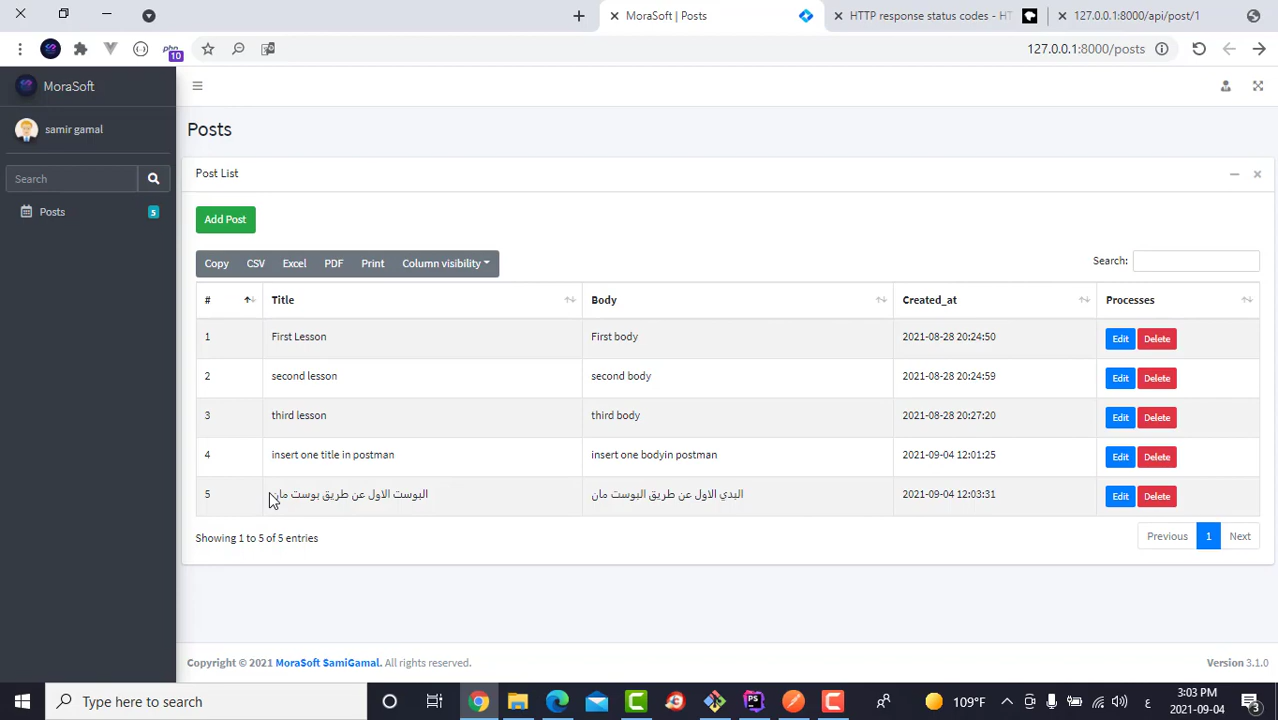 MoraSoft | Posts
HTTP response status codes - HT
127.0.0.1:8000/api/post/1
php
10
127.0.0.1:8000/posts
MoraSoft
samir gamal
Search
Posts
5
Posts
Post List
Add Post
Copy CSV Excel PDF Print Column visibility
Search:
# Title Body Created_at Processes
1 First Lesson First body 2021-08-28 20:24:50 Edit Delete
2 second lesson second body 2021-08-28 20:24:59 Edit Delete
3 third lesson third body 2021-08-28 20:27:20 Edit Delete
4 insert one title in postman insert one bodyin postman 2021-09-04 12:01:25 Edit Delete
5 البوست الاول عن طريق بوست مان البدي الاول عن طريق البوست مان 2021-09-04 12:03:31 Edit Delete
Showing 1 to 5 of 5 entries
Previous 1 Next
Copyright © 2021 Mora$oft $amiGamal. All rights reserved.
Version 3.1.0
Type here to search
109°F
ع
3:03 PM
2021-09-04
3